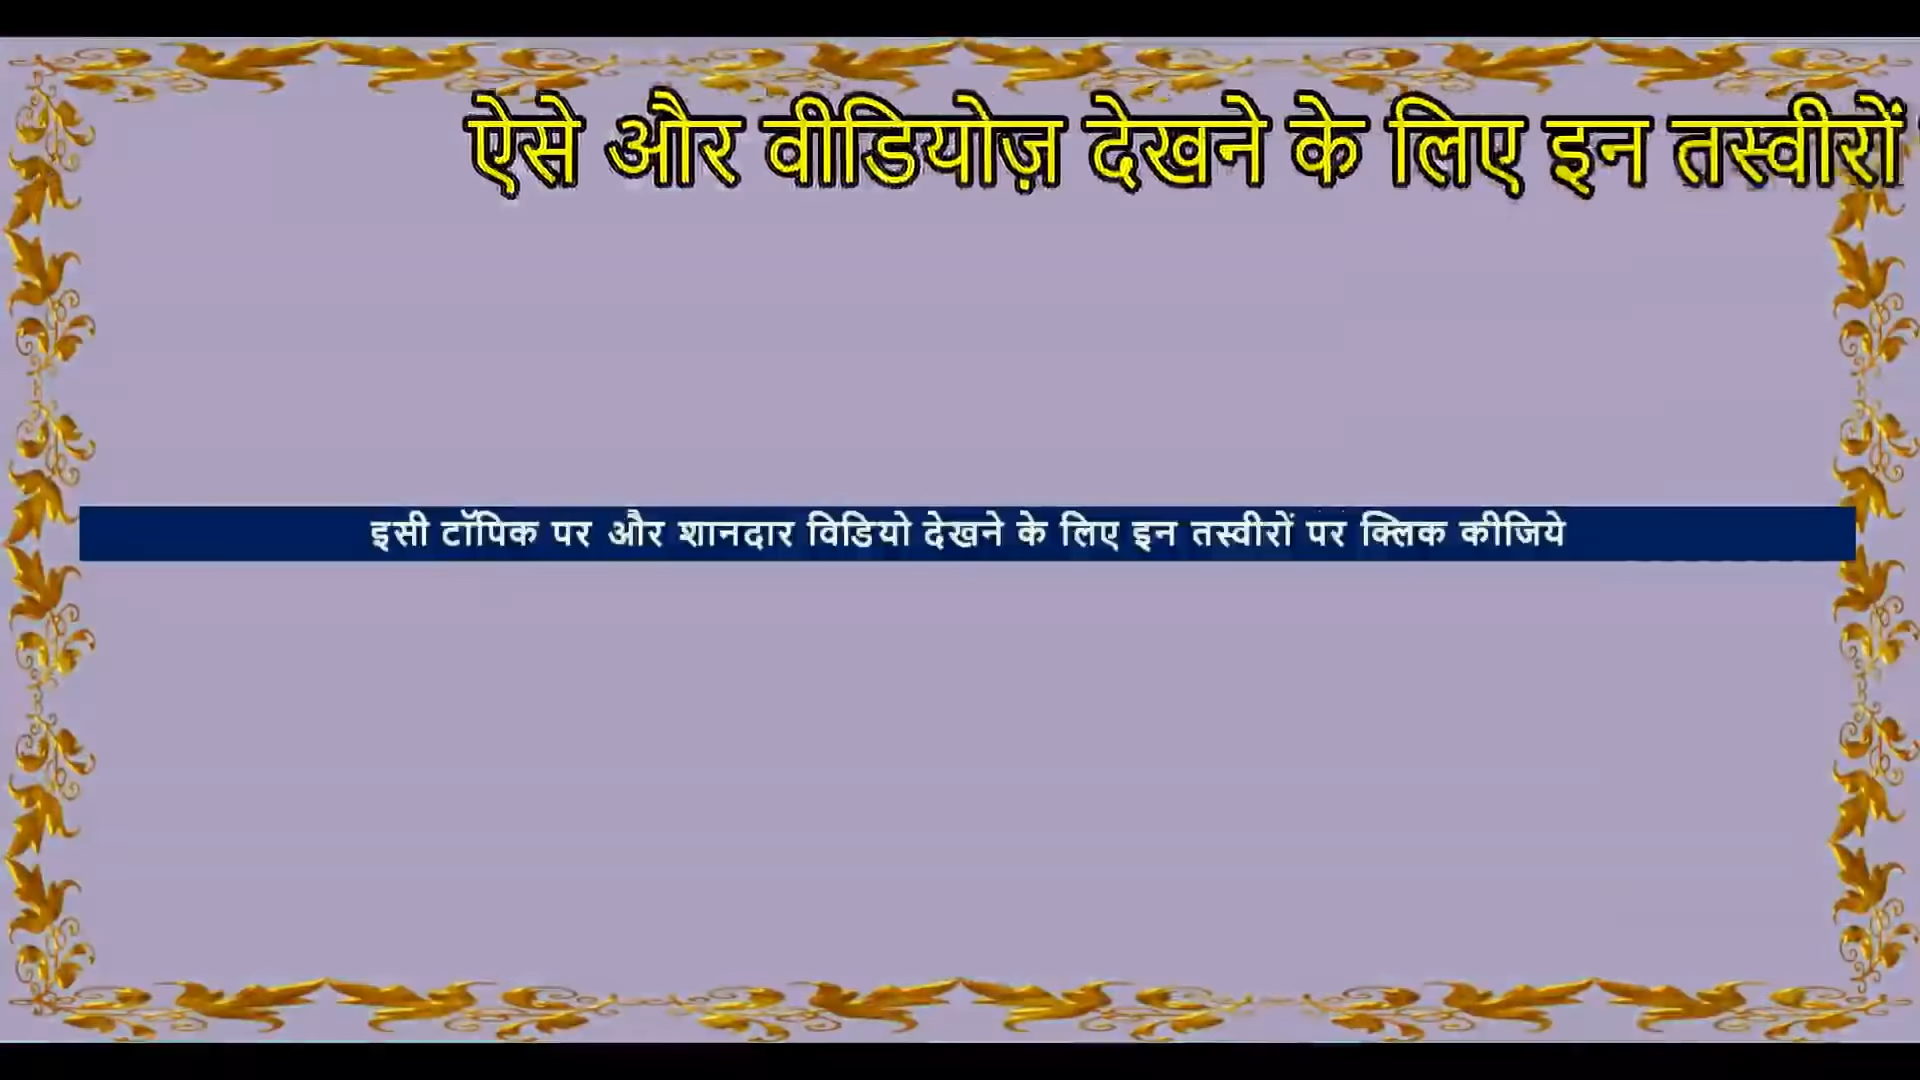 ऐसे और वीडियोज़ देखने के लिए इन तस्वीरों
इसी टॉपिक पर और शानदार विडियो देखने के लिए इन तस्वीरों पर क्लिक कीजिये